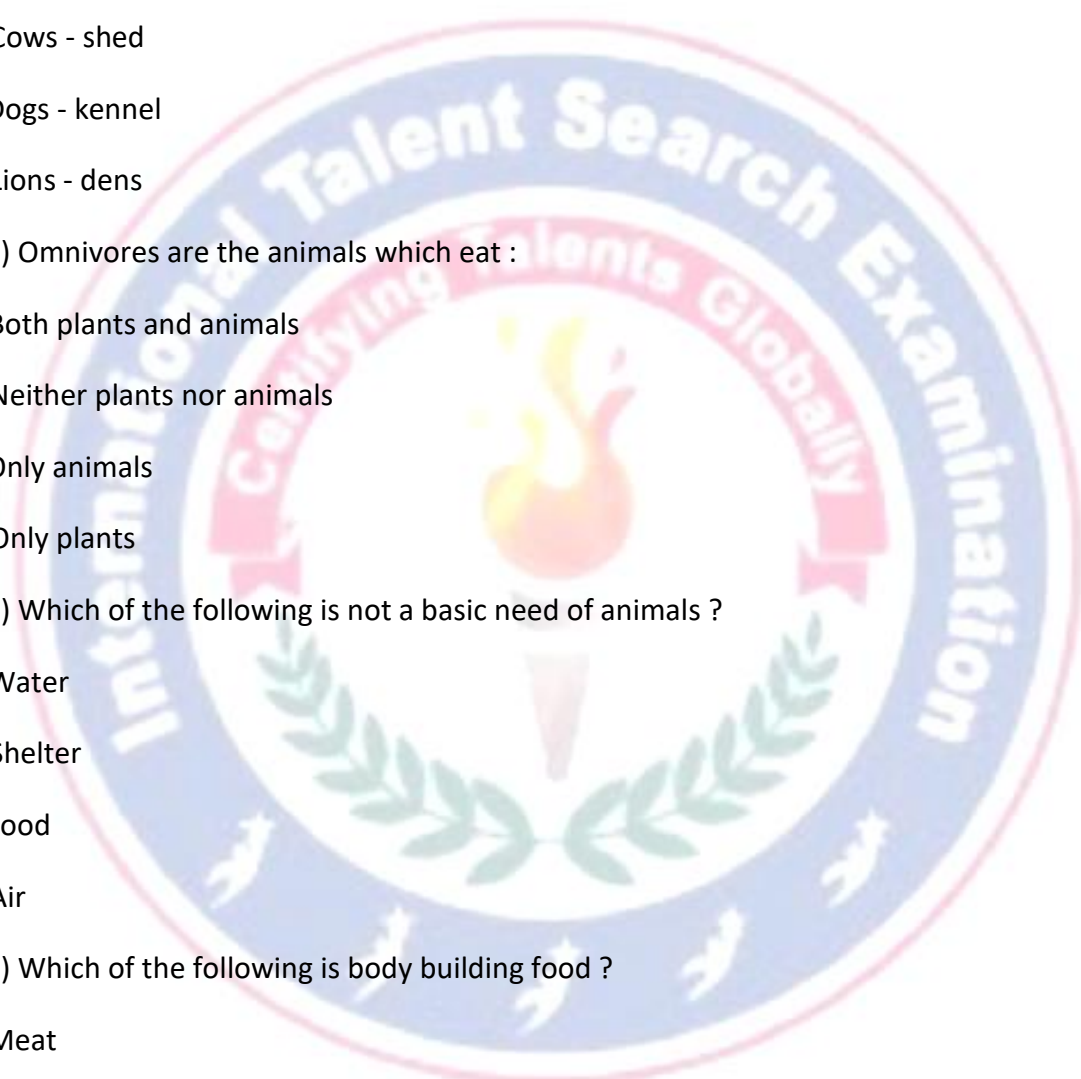 Cows - shed
Dogs - kennel
Lions - dens
) Omnivores are the animals which eat :
Both plants and animals
Neither plants nor animals
Only animals
Only plants
) Which of the following is not a basic need of animals ?
Water
Shelter
ood
Air
) Which of the following is body building food ?
Meat
International Talent Search Examination
Certifying Talents Globally